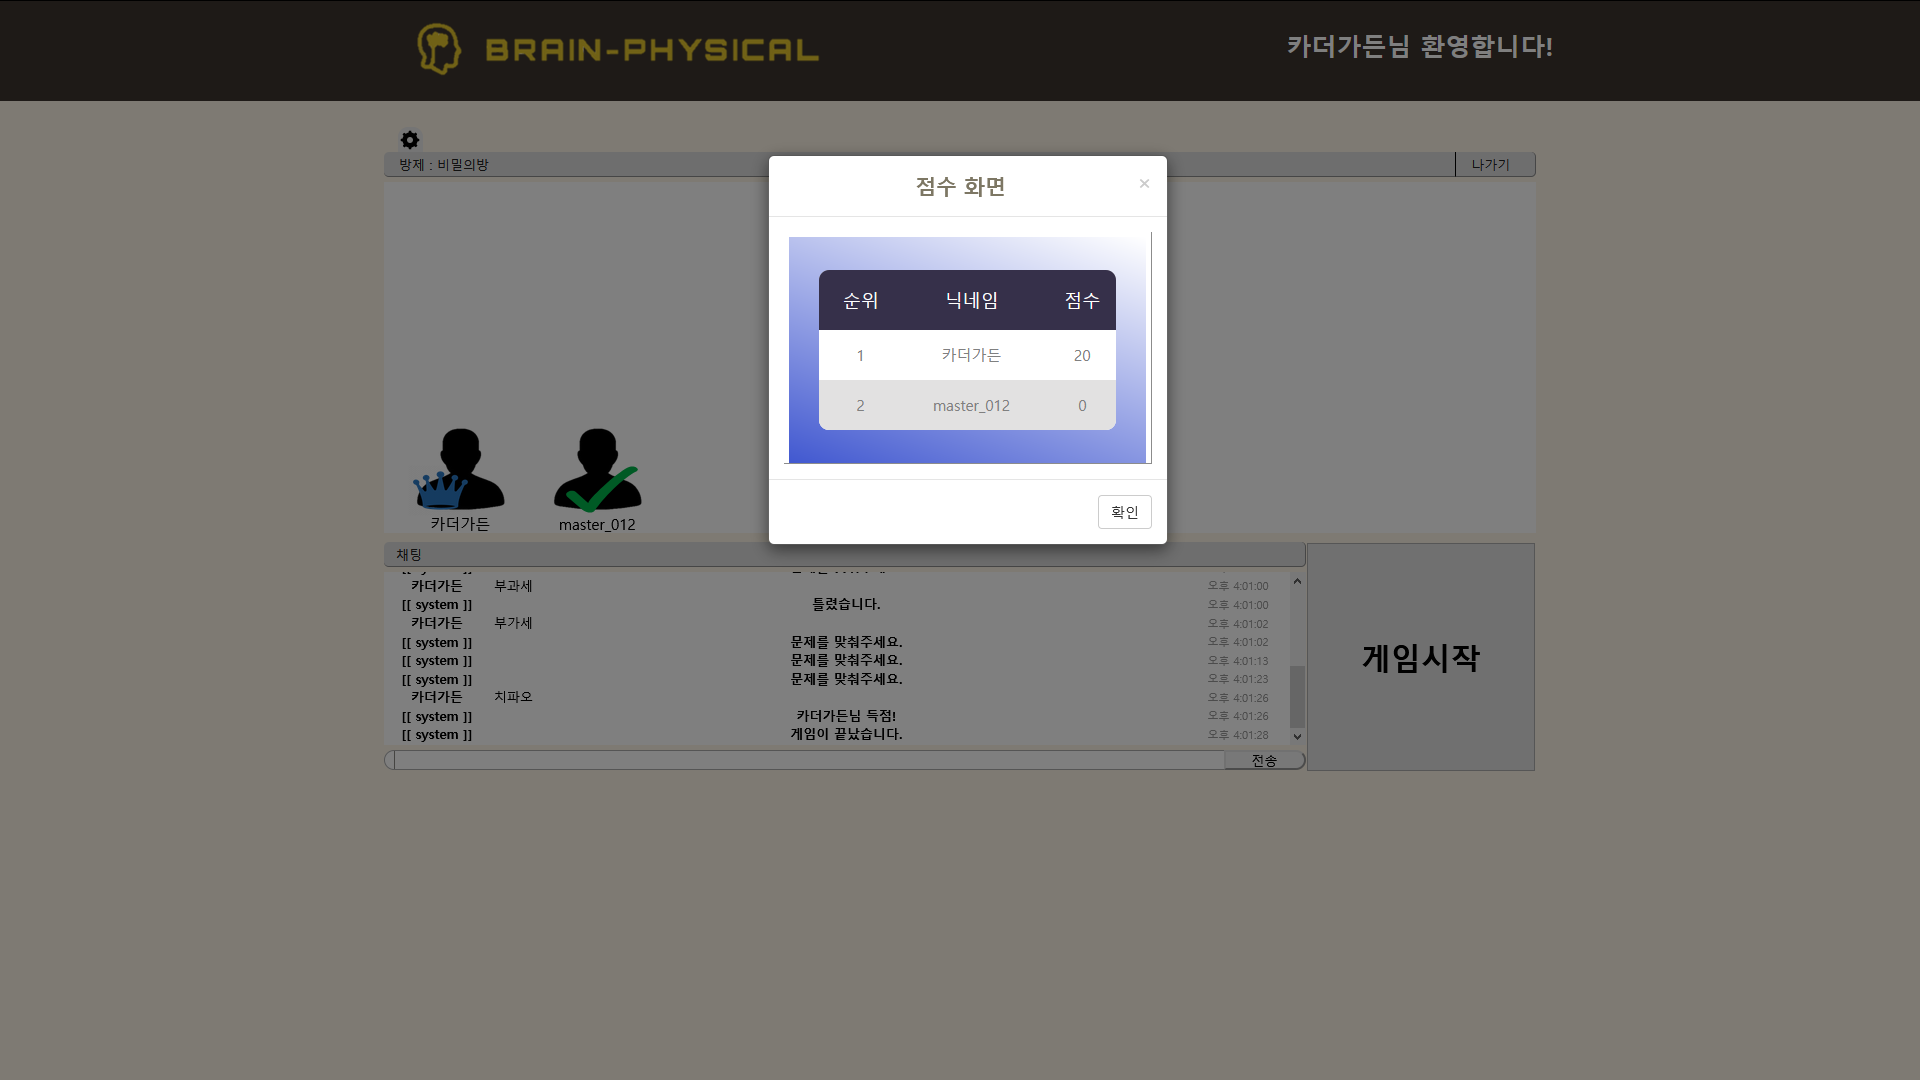 BRAIN-PHYSICAL
카더가든님 환영합니다!
방제 : 비밀의방
나가기
점수 화면
×
순위 닉네임 점수
1 카더가든 20
2 master_012 0
확인
카더가든
master_012
채팅
카더가든 부과세 오후 4:01:00
[[ system ]] 틀렸습니다. 오후 4:01:00
카더가든 부가세 오후 4:01:02
[[ system ]] 문제를 맞춰주세요. 오후 4:01:02
[[ system ]] 문제를 맞춰주세요. 오후 4:01:13
[[ system ]] 문제를 맞춰주세요. 오후 4:01:23
카더가든 치파오 오후 4:01:26
[[ system ]] 카더가든님 득점! 오후 4:01:26
[[ system ]] 게임이 끝났습니다. 오후 4:01:28
전송
게임시작